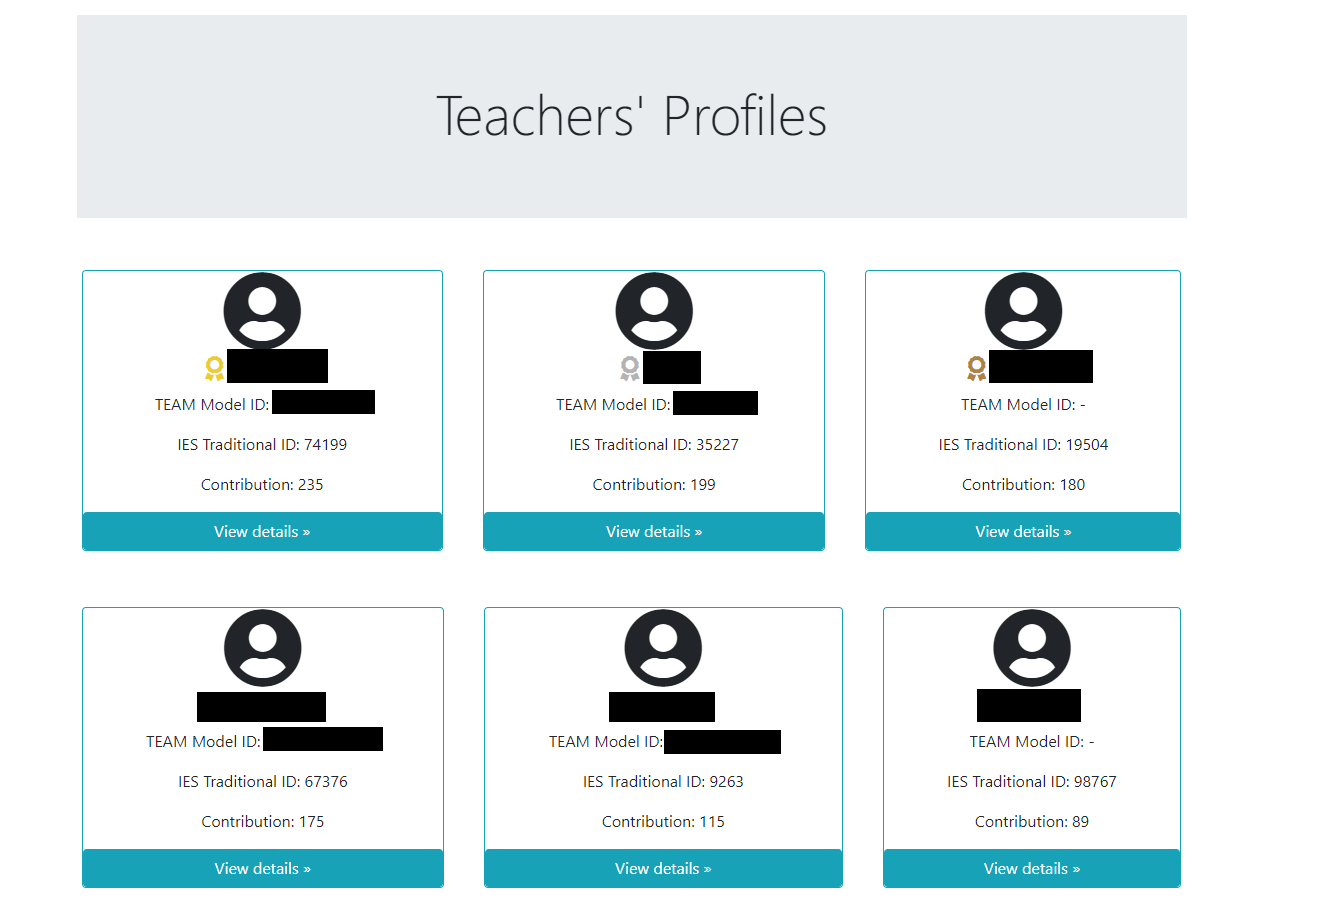 Teachers' Profiles
TEAM Model ID:
IES Traditional ID: 74199
Contribution: 235
View details »
TEAM Model ID:
IES Traditional ID: 35227
Contribution: 199
View details »
TEAM Model ID: -
IES Traditional ID: 19504
Contribution: 180
View details »
TEAM Model ID:
IES Traditional ID: 67376
Contribution: 175
View details »
TEAM Model ID:
IES Traditional ID: 9263
Contribution: 115
View details »
TEAM Model ID: -
IES Traditional ID: 98767
Contribution: 89
View details »